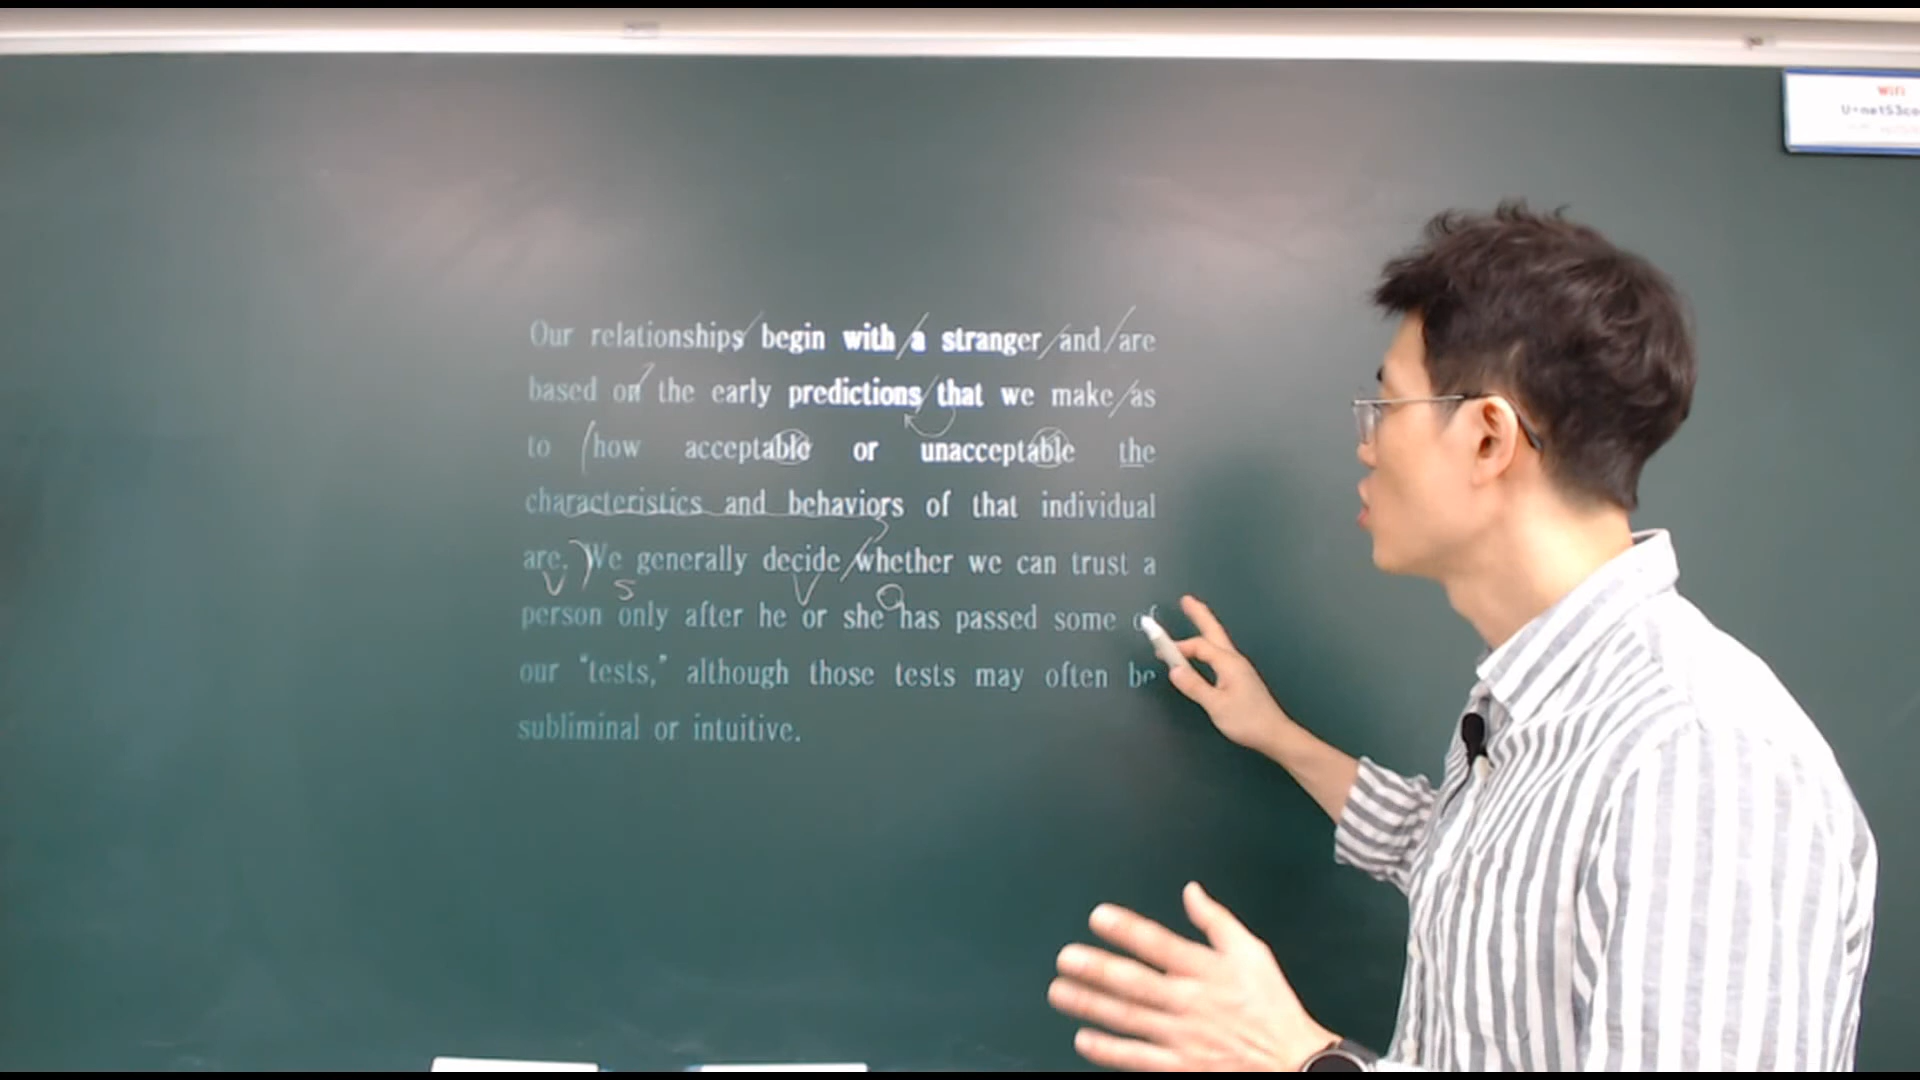 Wifi
Our relationships begin with a stranger and are
based on the early predictions that we make as
to how acceptable or unacceptable the
characteristics and behaviors of that individual
are. We generally decide whether we can trust a
V S V O
person only after he or she has passed some of
our "tests," although those tests may often be
subliminal or intuitive.